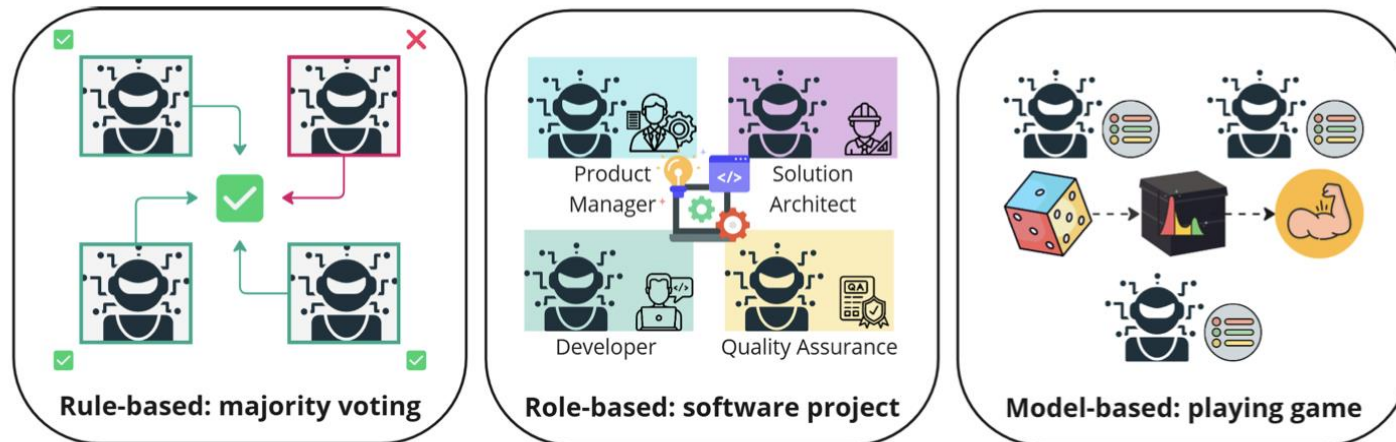 Product
Manager
</>
Solution
Architect
</>
QA
Developer
Quality Assurance
Rule-based: majority voting
Role-based: software project
Model-based: playing game